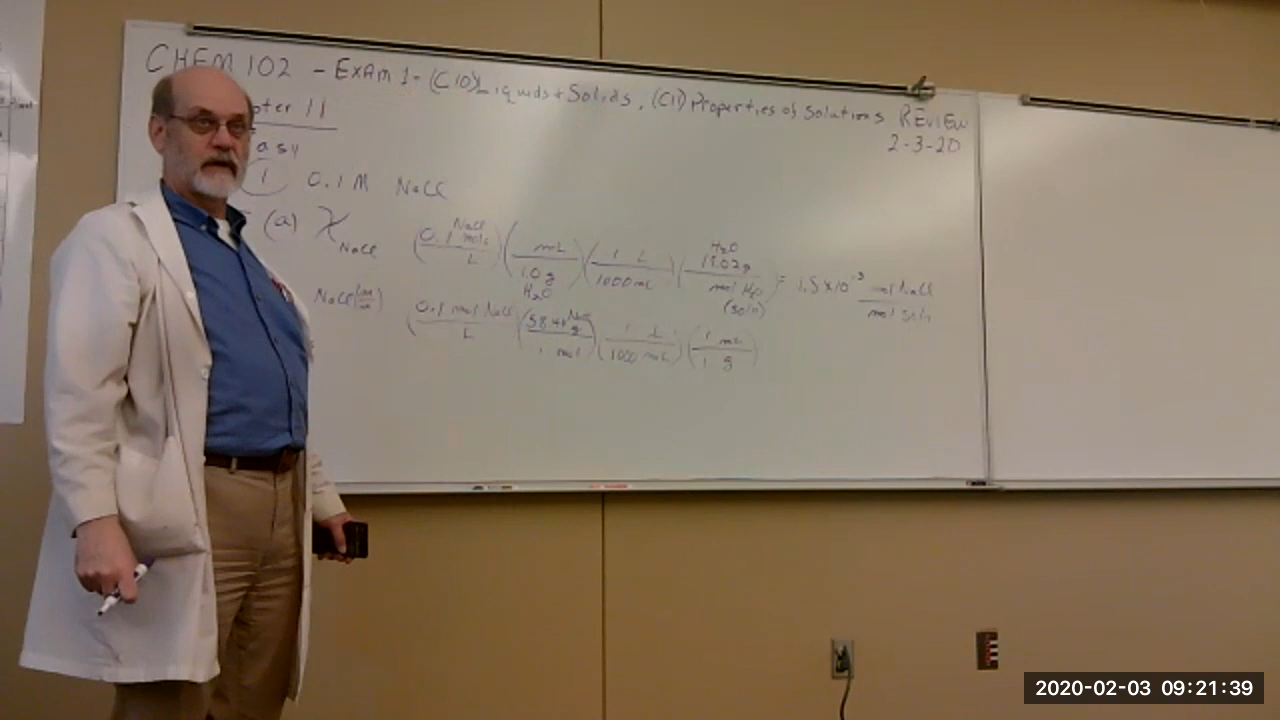 CHEM 102 - EXAM 1 - (C10) Liquids + Solids, (C11) Properties of Solutions REVIEW
2-3-20
pter 11
asy
1 0.1 M NaCl
(a) χ NaCl
(0.1 NaCl mols / L) ( mL / 1.0 g H2O) (1 L / 1000 mL) (H2O 18.02 g / mol H2O (soln)) = 1.8 x 10^-3 mol NaCl / mol soln
NaCl
(0.1 mol NaCl / L) (58.44 NaCl g / 1 mol) (1 L / 1000 mL) (1 mL / 1 g)
2020-02-03 09:21:39